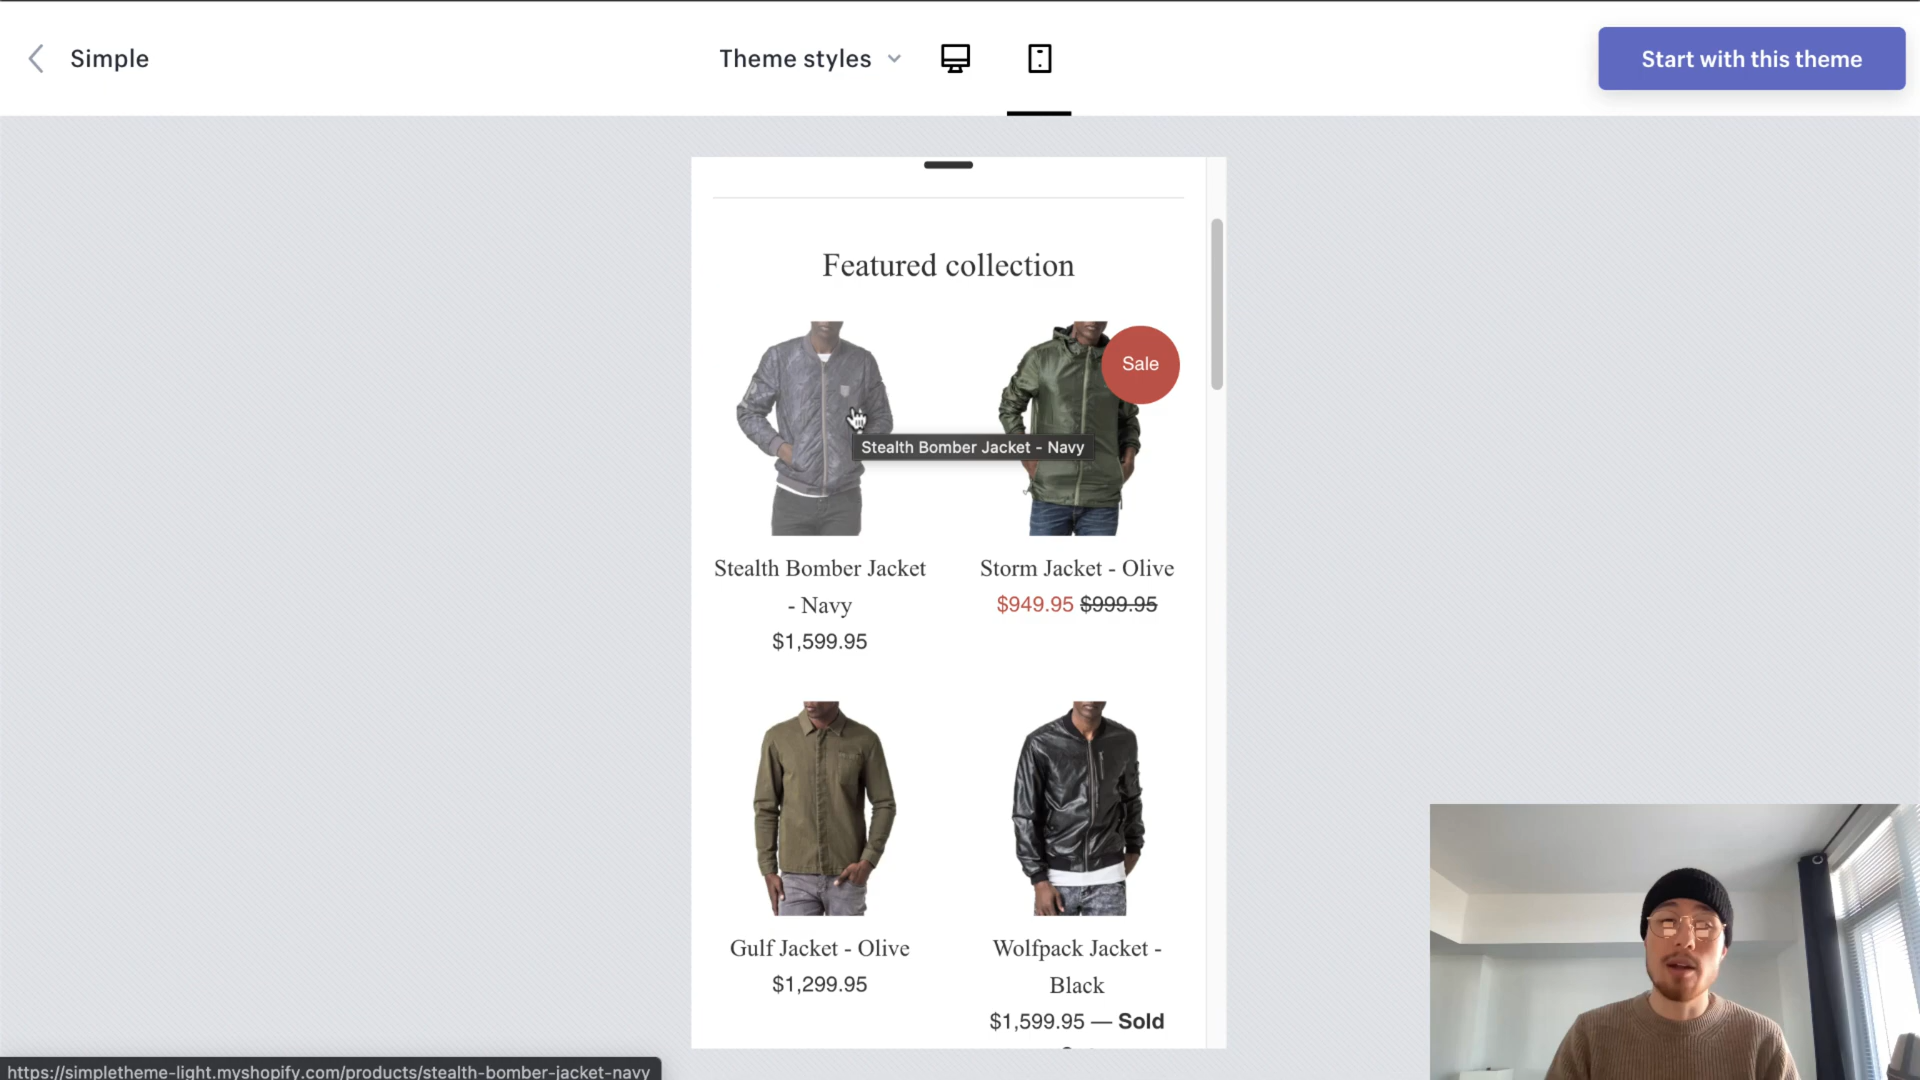 Simple
Theme styles
Start with this theme
Featured collection
Sale
Stealth Bomber Jacket - Navy
Stealth Bomber Jacket
- Navy
$1,599.95
Storm Jacket - Olive
$949.95 $999.95
Gulf Jacket - Olive
$1,299.95
Wolfpack Jacket -
Black
$1,599.95 — Sold
https://simpletheme-light.myshopify.com/products/stealth-bomber-jacket-navy